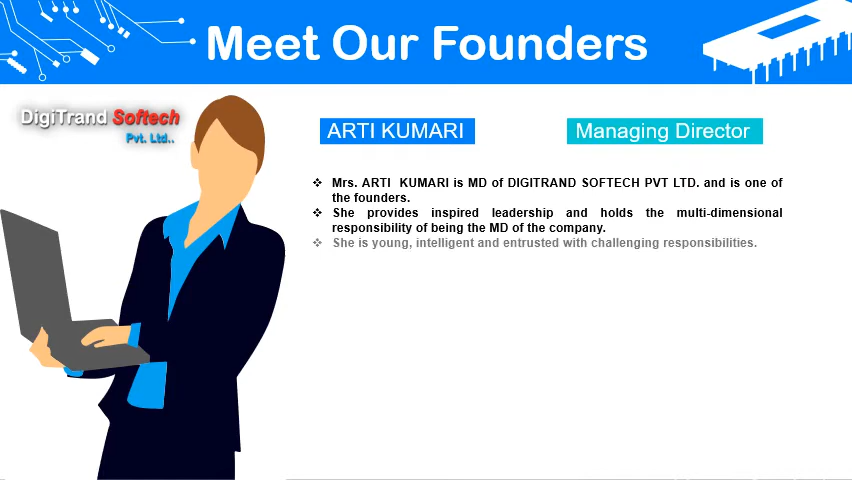 Meet Our Founders
DigiTrand Softech
Pvt. Ltd..
ARTI KUMARI
Managing Director
❖ Mrs. ARTI KUMARI is MD of DIGITRAND SOFTECH PVT LTD. and is one of
the founders.
❖ She provides inspired leadership and holds the multi-dimensional
responsibility of being the MD of the company.
❖ She is young, intelligent and entrusted with challenging responsibilities.